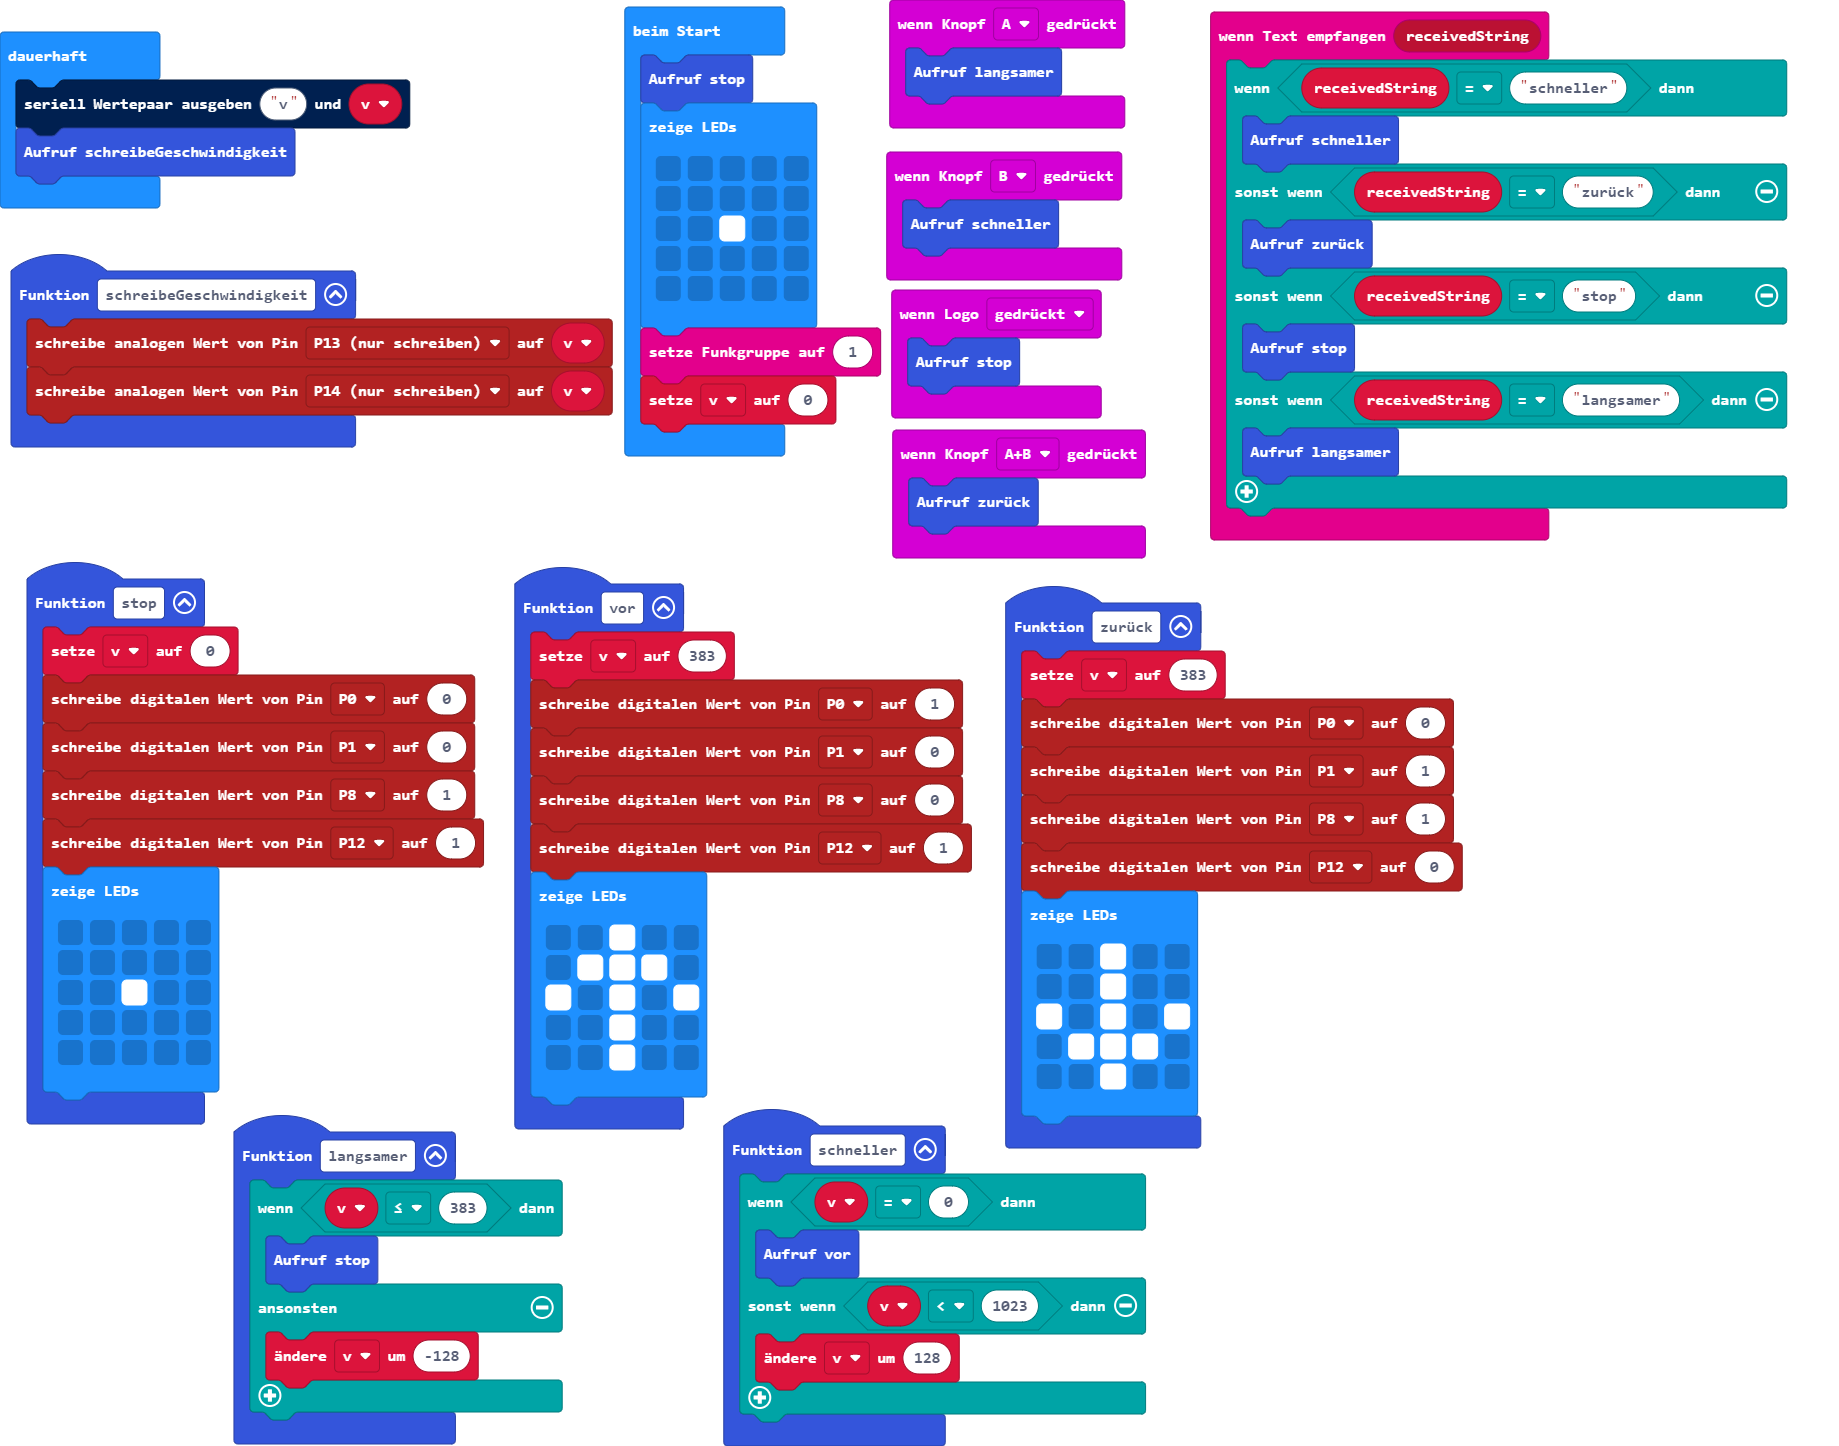 dauerhaft
seriell Wertepaar ausgeben "v" und v
Aufruf schreibeGeschwindigkeit
Funktion schreibeGeschwindigkeit
schreibe analogen Wert von Pin P13 (nur schreiben) auf v
schreibe analogen Wert von Pin P14 (nur schreiben) auf v
beim Start
Aufruf stop
zeige LEDs
setze Funkgruppe auf 1
setze v auf 0
wenn Knopf A gedrückt
Aufruf langsamer
wenn Knopf B gedrückt
Aufruf schneller
wenn Logo gedrückt
Aufruf stop
wenn Knopf A+B gedrückt
Aufruf zurück
wenn Text empfangen receivedString
wenn receivedString = "schneller" dann
Aufruf schneller
sonst wenn receivedString = "zurück" dann
Aufruf zurück
sonst wenn receivedString = "stop" dann
Aufruf stop
sonst wenn receivedString = "langsamer" dann
Aufruf langsamer
Funktion stop
setze v auf 0
schreibe digitalen Wert von Pin P0 auf 0
schreibe digitalen Wert von Pin P1 auf 0
schreibe digitalen Wert von Pin P8 auf 1
schreibe digitalen Wert von Pin P12 auf 1
zeige LEDs
Funktion vor
setze v auf 383
schreibe digitalen Wert von Pin P0 auf 1
schreibe digitalen Wert von Pin P1 auf 0
schreibe digitalen Wert von Pin P8 auf 0
schreibe digitalen Wert von Pin P12 auf 1
zeige LEDs
Funktion zurück
setze v auf 383
schreibe digitalen Wert von Pin P0 auf 0
schreibe digitalen Wert von Pin P1 auf 1
schreibe digitalen Wert von Pin P8 auf 1
schreibe digitalen Wert von Pin P12 auf 0
zeige LEDs
Funktion langsamer
wenn v ≤ 383 dann
Aufruf stop
ansonsten
ändere v um -128
Funktion schneller
wenn v = 0 dann
Aufruf vor
sonst wenn v < 1023 dann
ändere v um 128